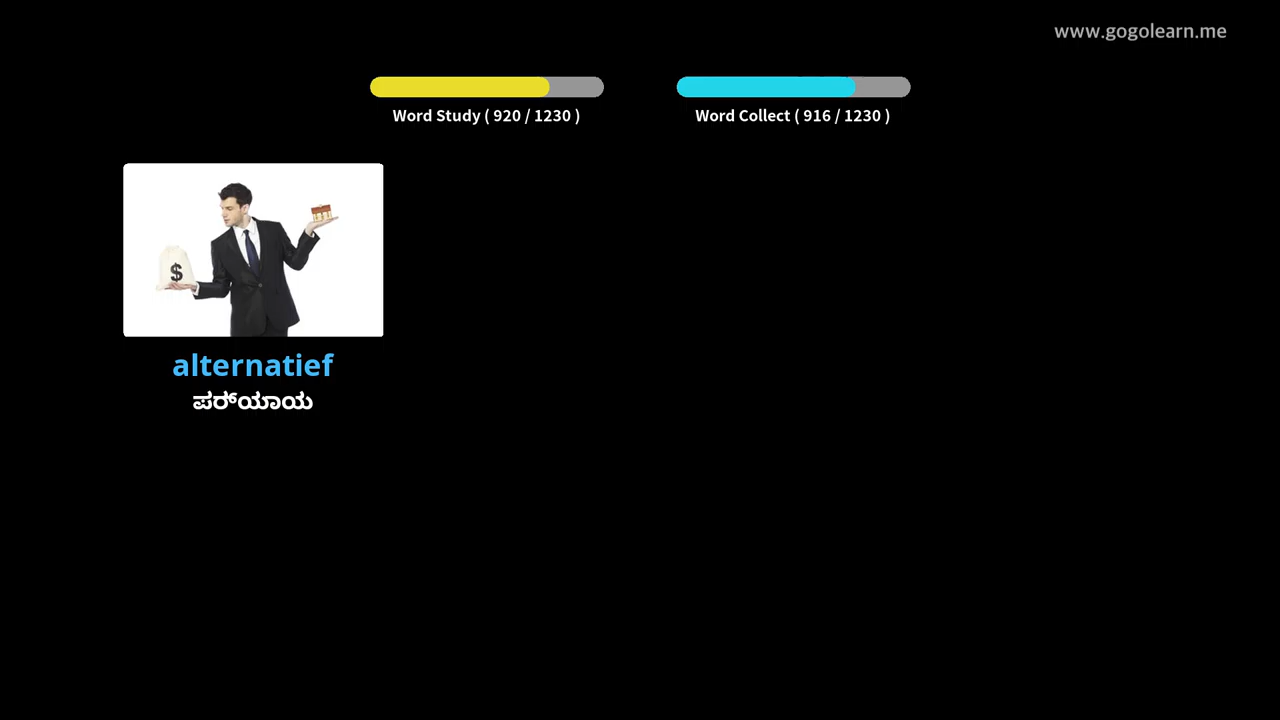 www.gogolearn.me
Word Study ( 920 / 1230 )
Word Collect ( 916 / 1230 )
$
alternatief
ಪರ‍್ಯಾಯ